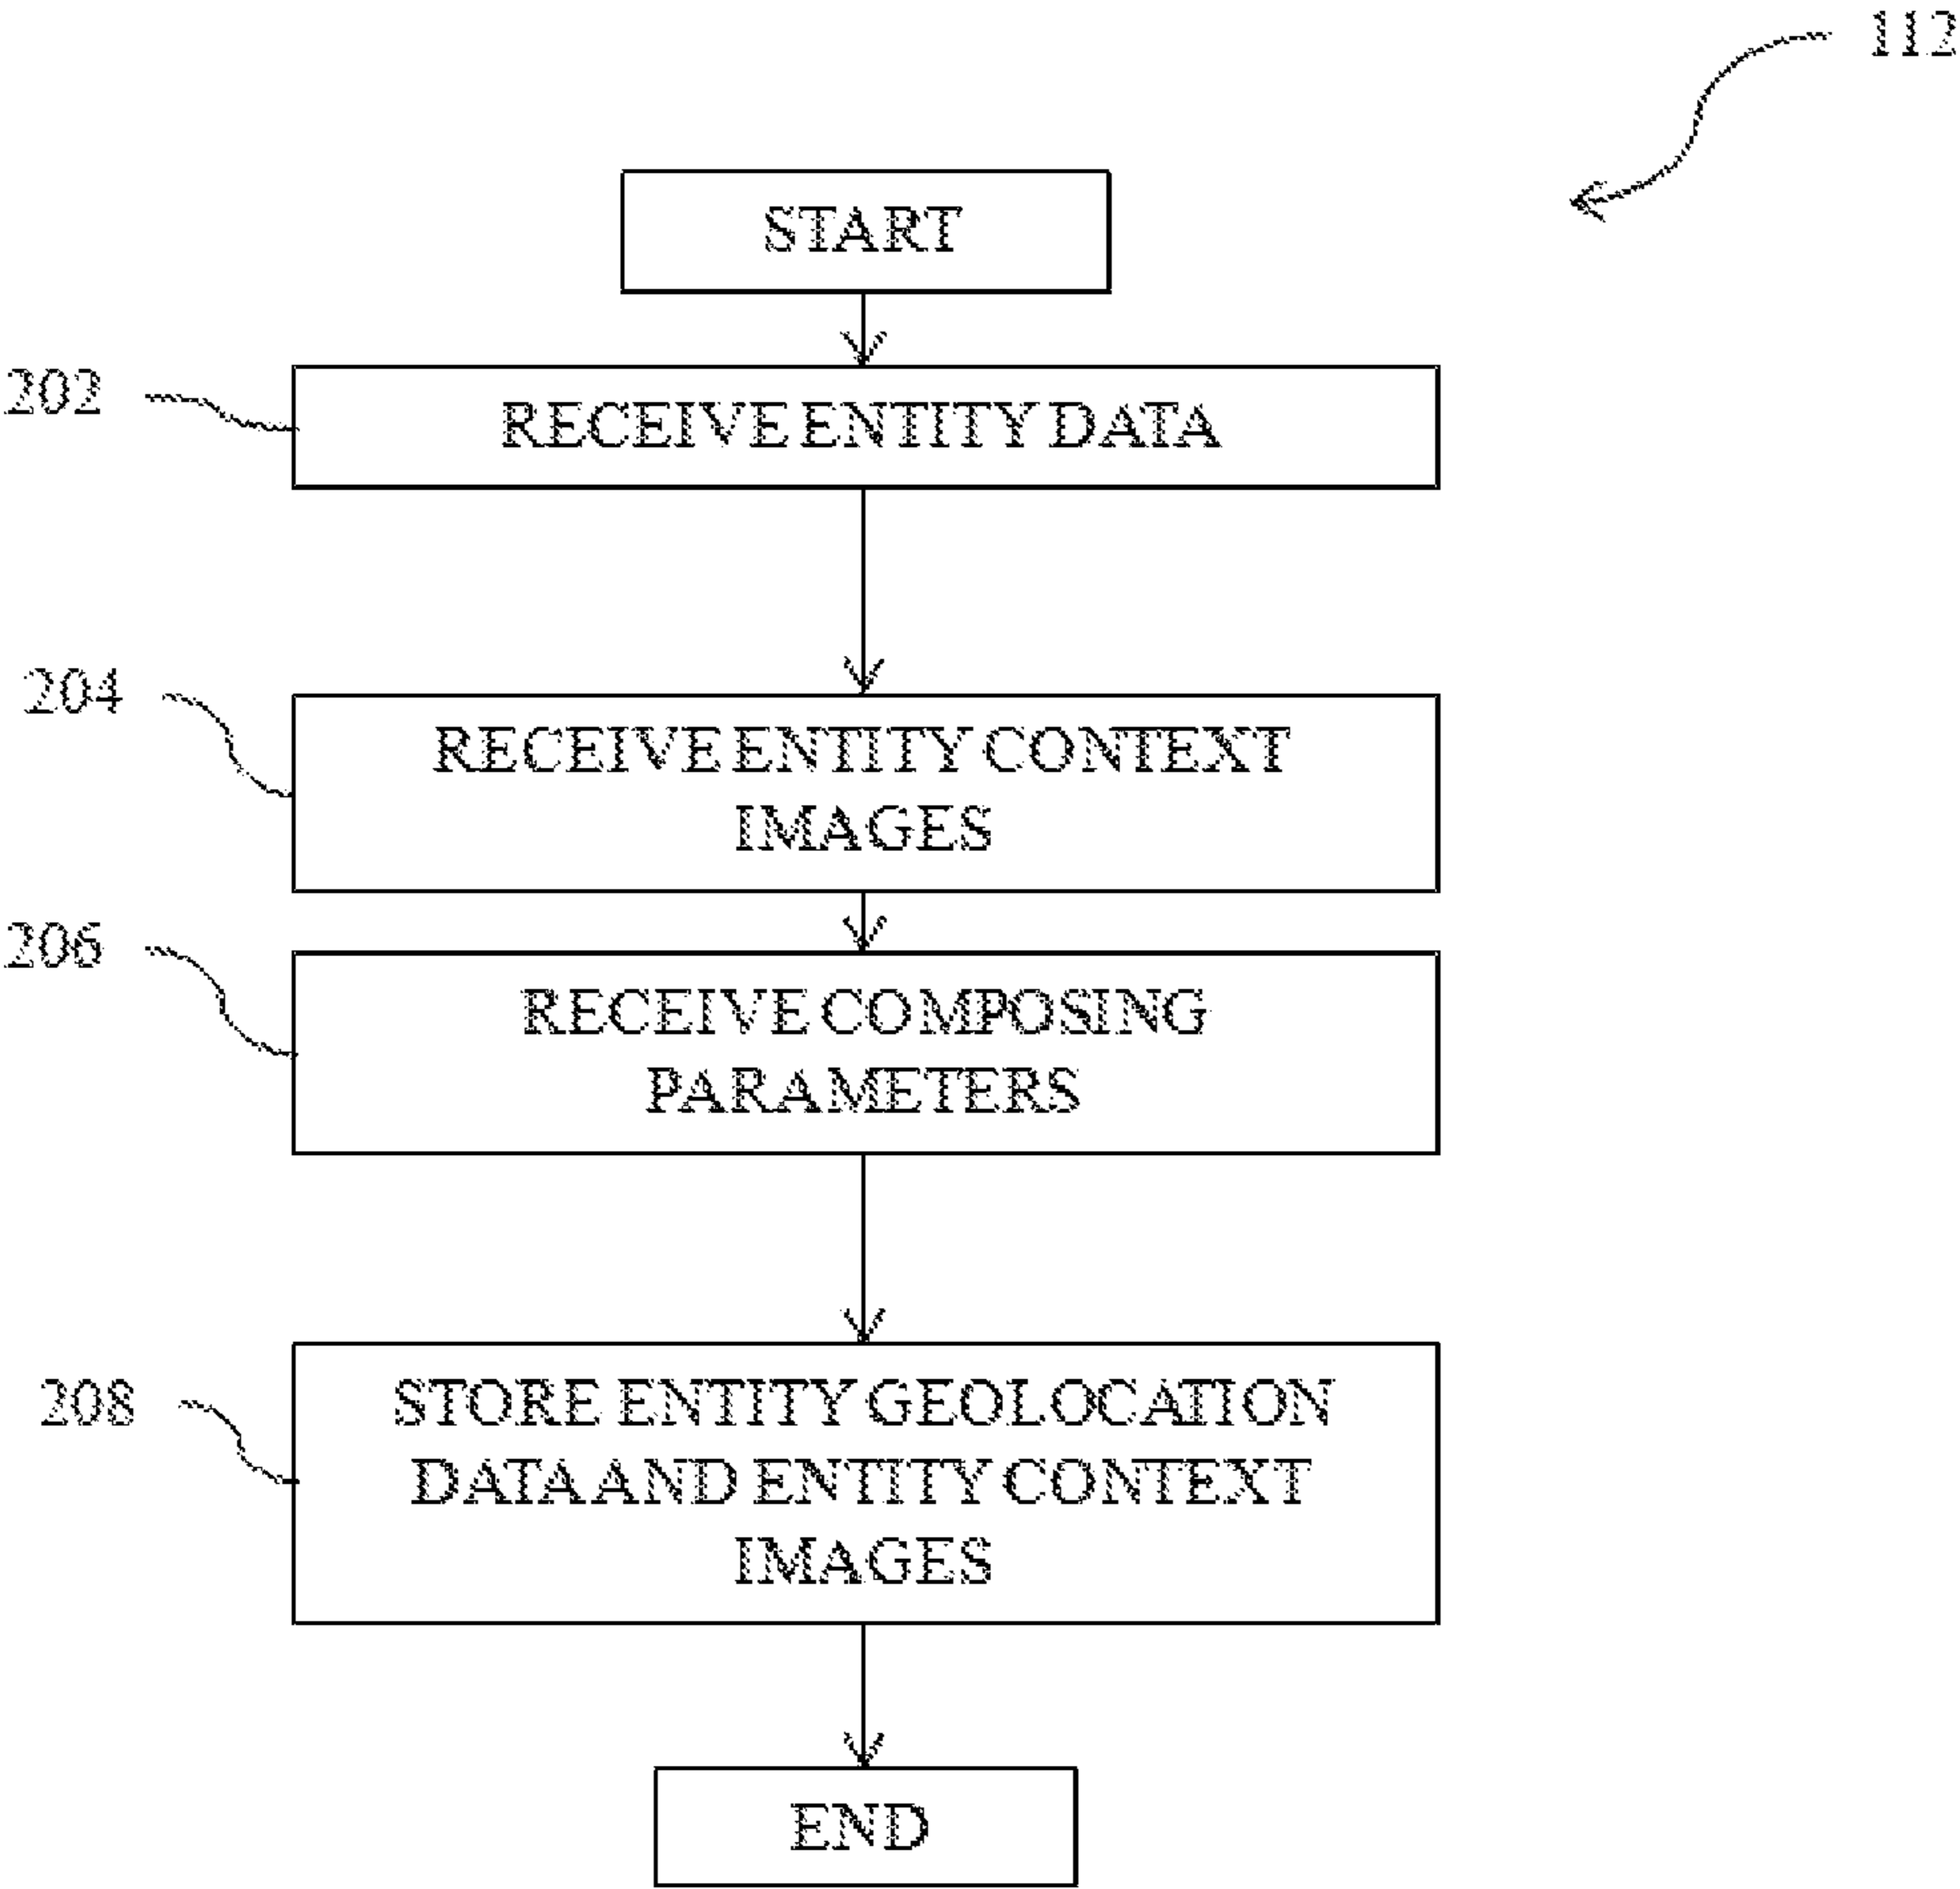 112
START
202
RECEIVE ENTITY DATA
204
RECEIVE ENTITY CONTEXT
IMAGES
206
RECEIVE COMPOSING
PARAMETERS
208
STORE ENTITY GEOLOCATION
DATA AND ENTITY CONTEXT
IMAGES
END